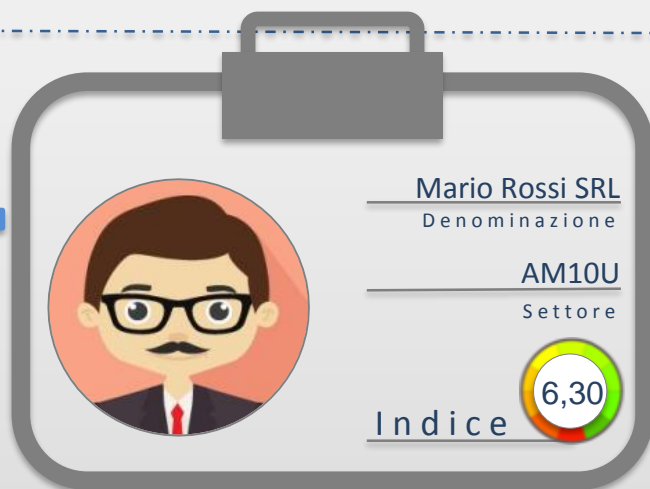 Mario Rossi SRL
Denominazione
AM10U
Settore
6,30
Indice